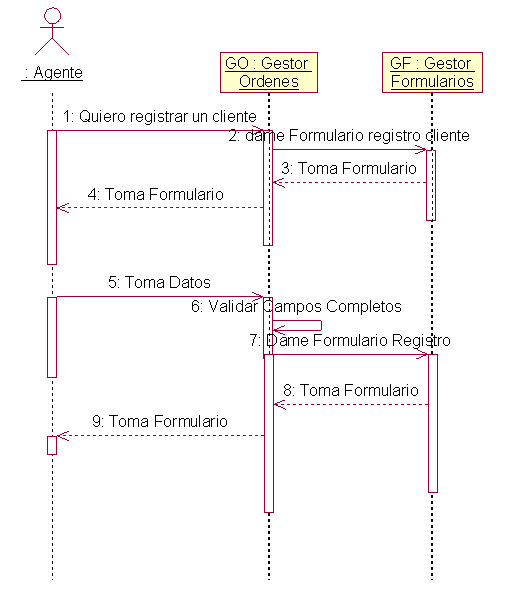 : Agente
GO : Gestor
Ordenes
GF : Gestor
Formularios
1: Quiero registrar un cliente
2: dame Formulario registro cliente
3: Toma Formulario
4: Toma Formulario
5: Toma Datos
6: Validar Campos Completos
7: Dame Formulario Registro
8: Toma Formulario
9: Toma Formulario